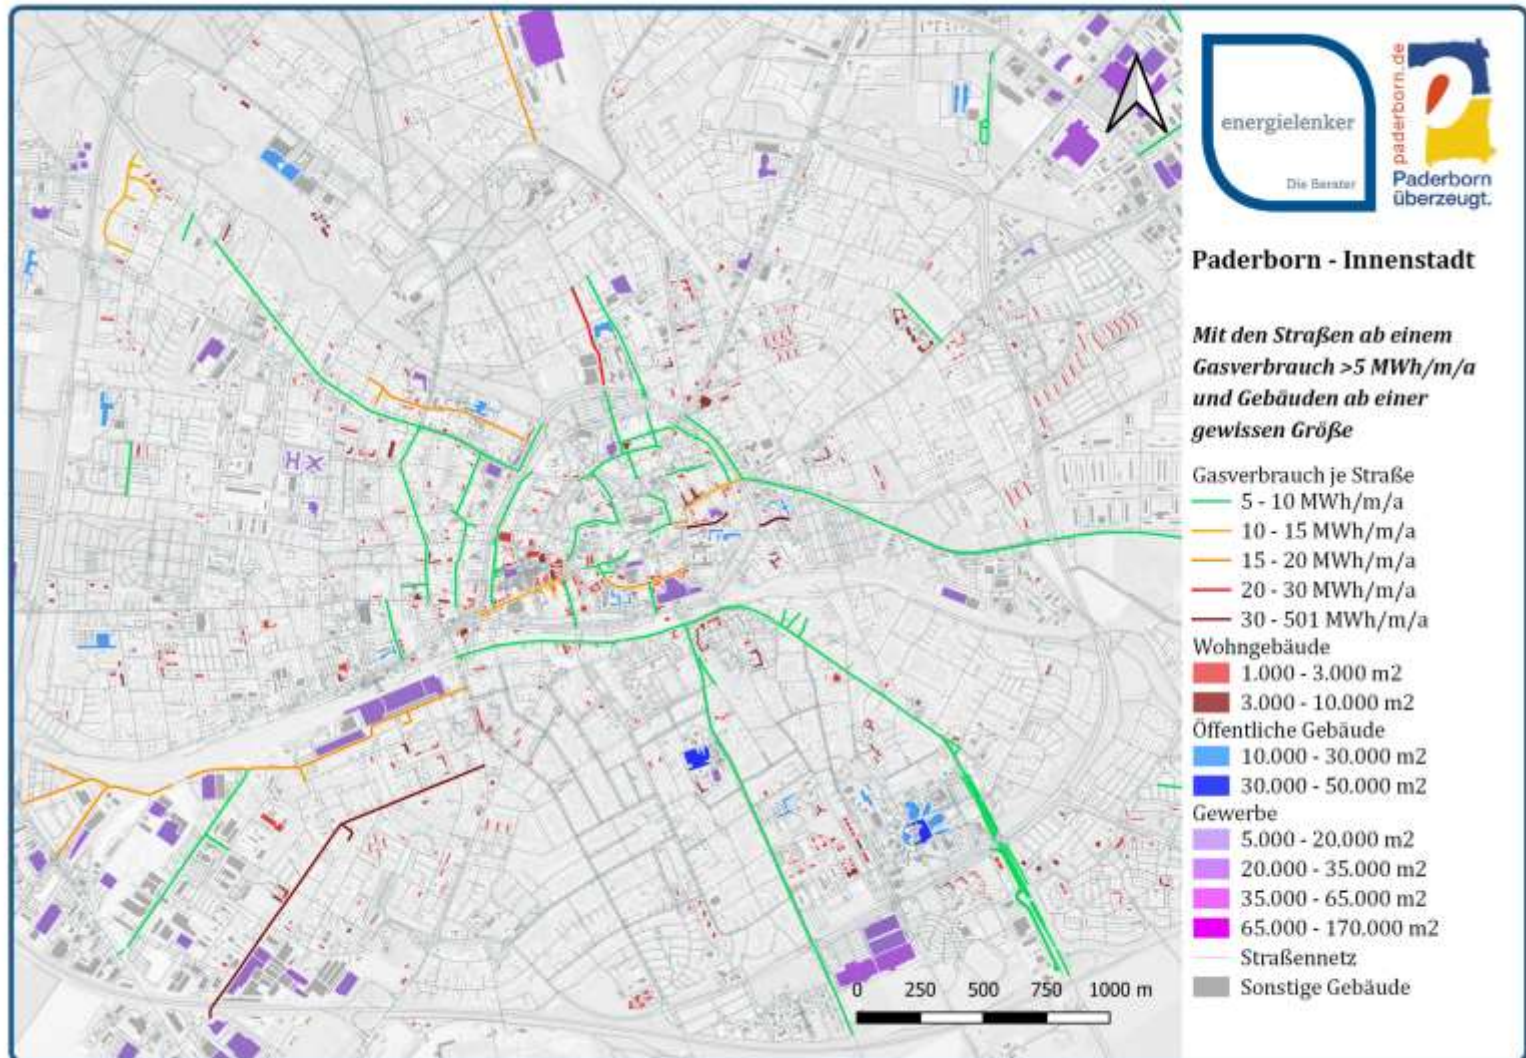 energielenker
Die Berater
paderborn.de
Paderborn
überzeugt.
Paderborn - Innenstadt
Mit den Straßen ab einem
Gasverbrauch >5 MWh/m/a
und Gebäuden ab einer
gewissen Größe
Gasverbrauch je Straße
5 - 10 MWh/m/a
10 - 15 MWh/m/a
15 - 20 MWh/m/a
20 - 30 MWh/m/a
30 - 501 MWh/m/a
Wohngebäude
1.000 - 3.000 m2
3.000 - 10.000 m2
Öffentliche Gebäude
10.000 - 30.000 m2
30.000 - 50.000 m2
Gewerbe
5.000 - 20.000 m2
20.000 - 35.000 m2
35.000 - 65.000 m2
65.000 - 170.000 m2
Straßennetz
Sonstige Gebäude
0 250 500 750 1000 m